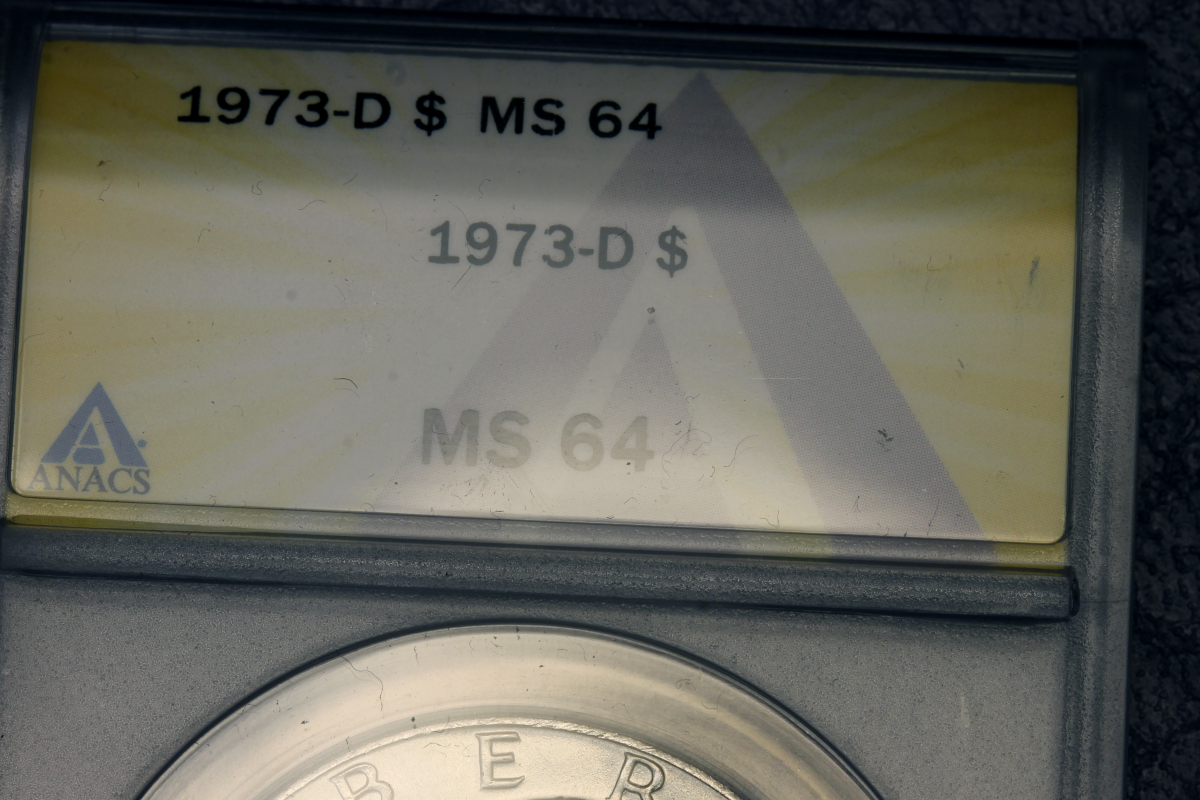 1973-D $ MS 64
1973-D $
MS 64
ANACS
BER